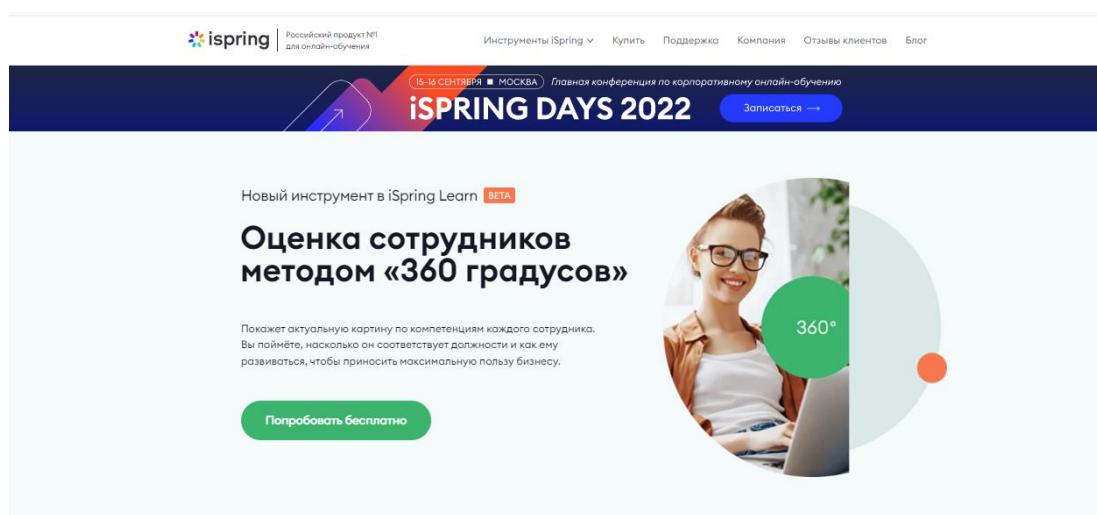 ispring
Российский продукт №1
для онлайн-обучения
Инструменты iSpring
Купить
Поддержка
Компания
Отзывы клиентов
Блог
15-16 СЕНТЯБРЯ ■ МОСКВА
Главная конференция по корпоративному онлайн-обучению
iSPRING DAYS 2022
Записаться →
Новый инструмент в iSpring Learn BETA
Оценка сотрудников
методом «360 градусов»
Покажет актуальную картину по компетенциям каждого сотрудника.
Вы поймёте, насколько он соответствует должности и как ему
развиваться, чтобы приносить максимальную пользу бизнесу.
360°
Попробовать бесплатно